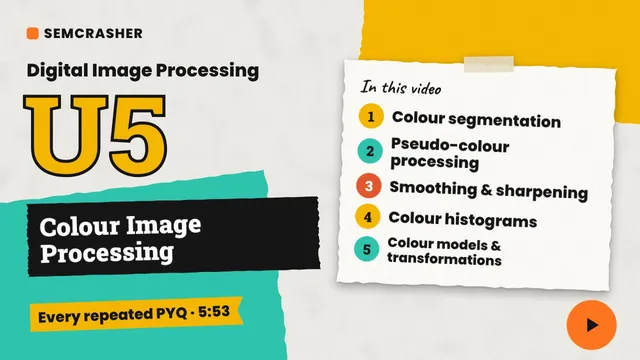 SEMCRASHER
Digital Image Processing
U5
Colour Image
Processing
Every repeated PYQ · 5:53
In this video
1 Colour segmentation
2 Pseudo-colour
processing
3 Smoothing & sharpening
4 Colour histograms
5 Colour models &
transformations